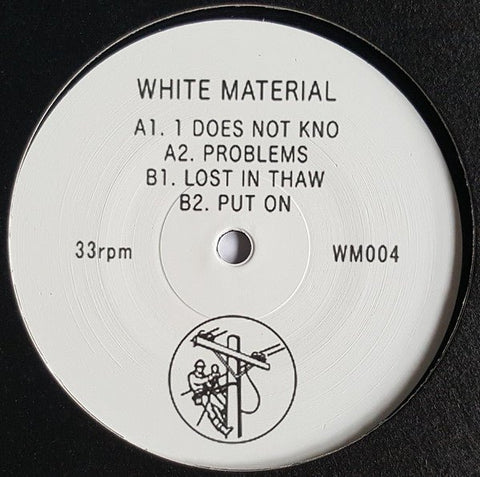 WHITE MATERIAL
A1. 1 DOES NOT KNO
A2. PROBLEMS
B1. LOST IN THAW
B2. PUT ON
33rpm
WM004